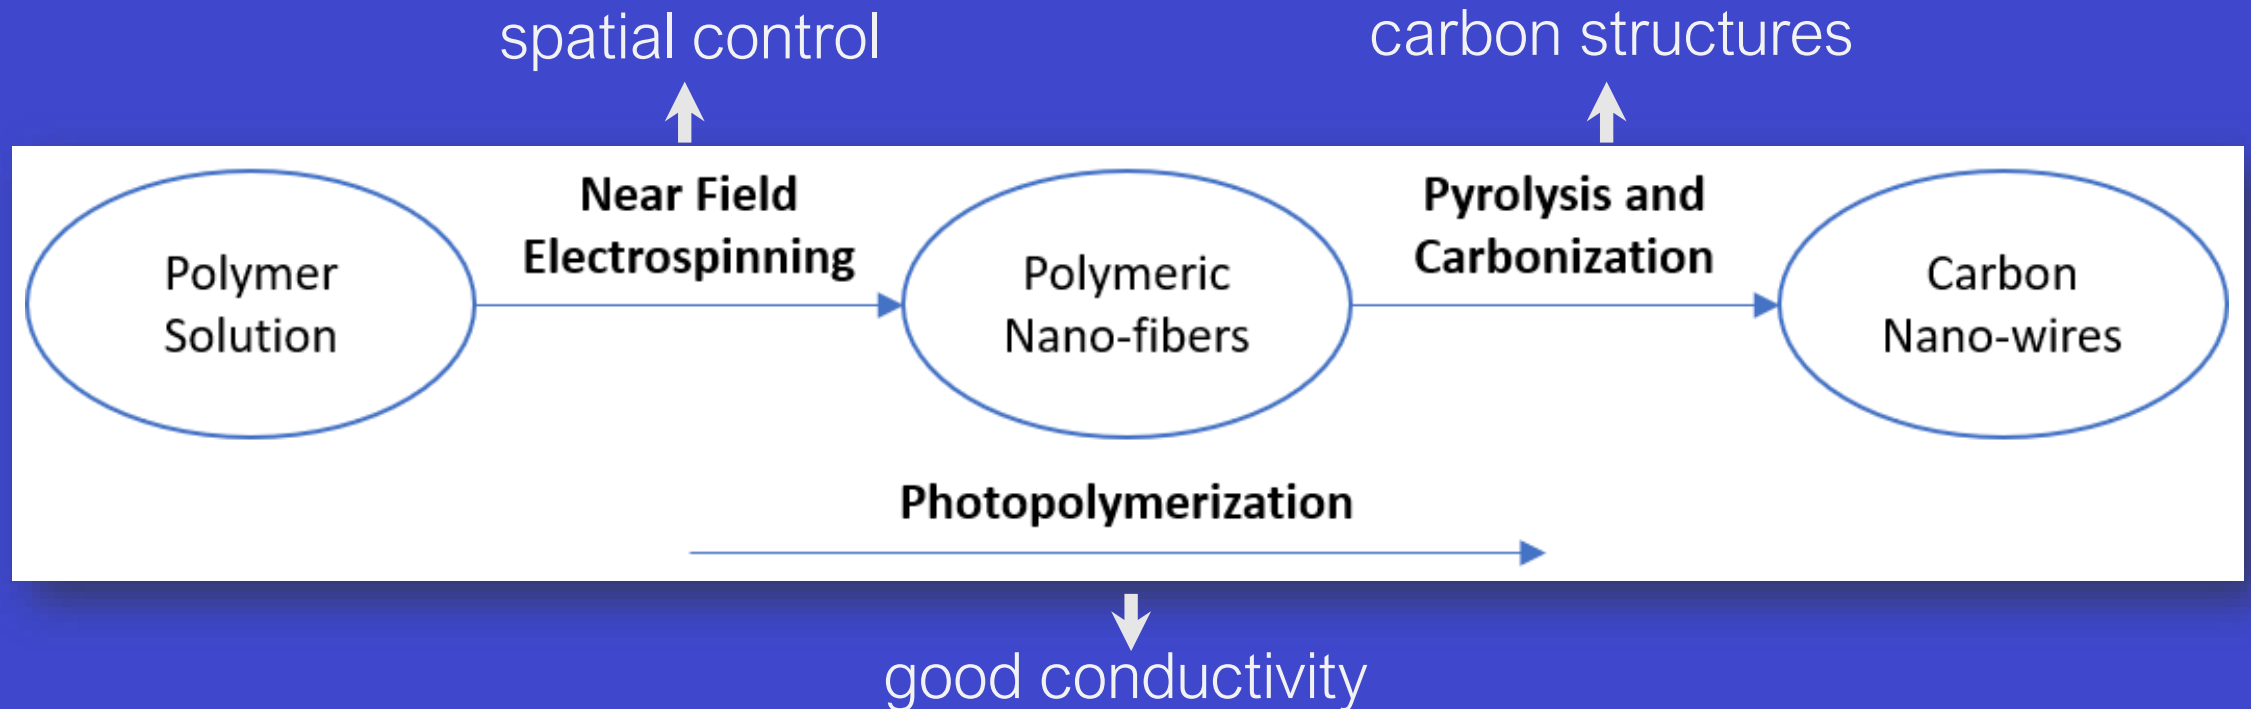 spatial control
carbon structures
Near Field
Electrospinning
Pyrolysis and
Carbonization
Polymer
Solution
Polymeric
Nano-fibers
Carbon
Nano-wires
Photopolymerization
good conductivity